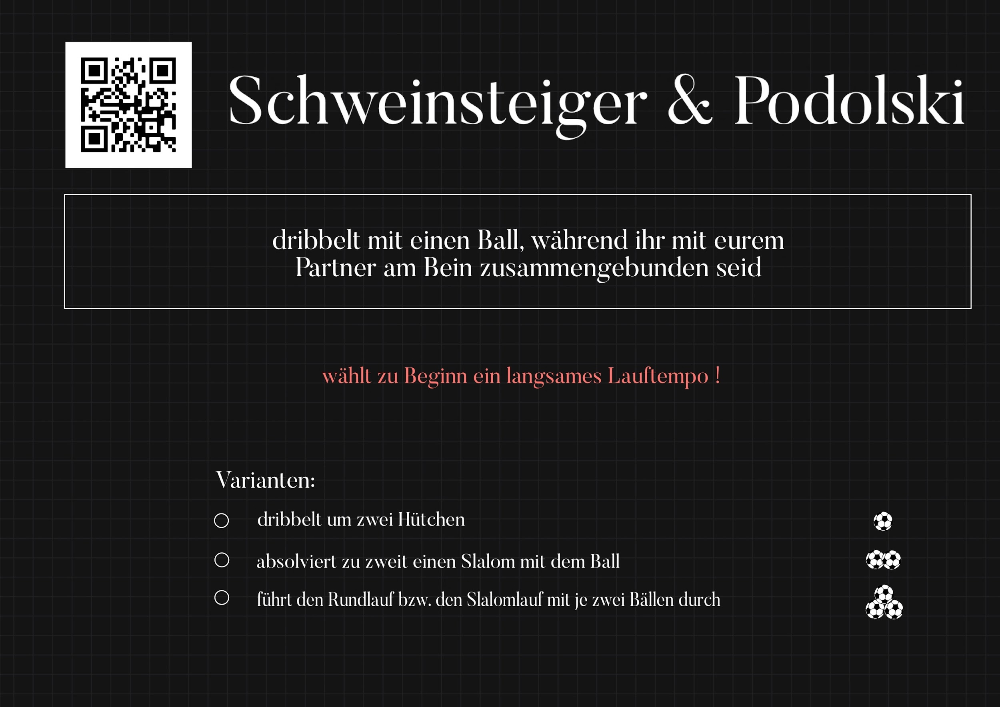 Schweinsteiger & Podolski
dribbelt mit einen Ball, während ihr mit eurem
Partner am Bein zusammengebunden seid
wählt zu Beginn ein langsames Lauftempo !
Varianten:
dribbelt um zwei Hütchen
absolviert zu zweit einen Slalom mit dem Ball
führt den Rundlauf bzw. den Slalomlauf mit je zwei Bällen durch